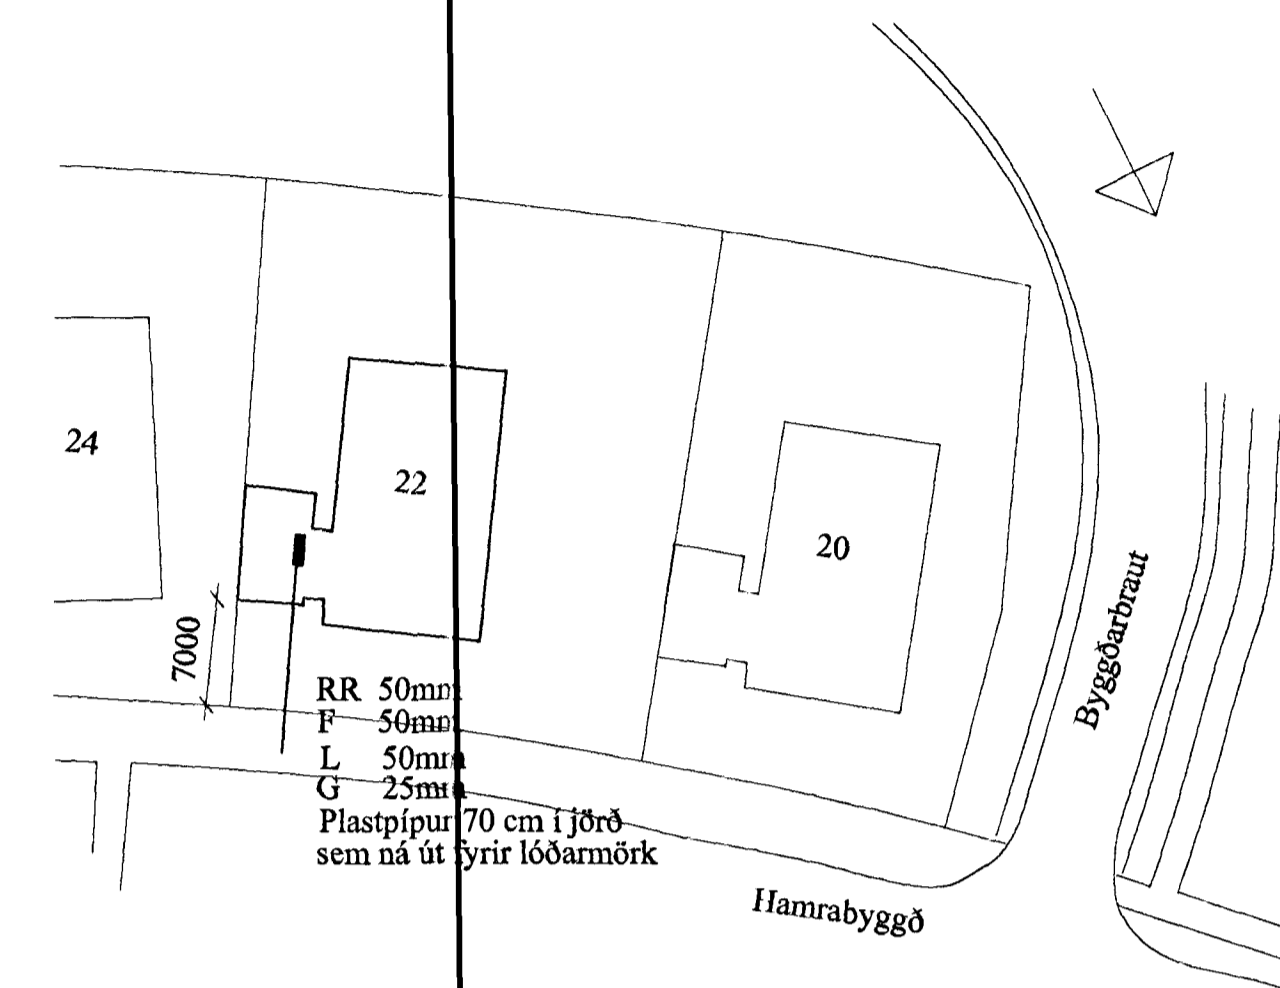 24
22
20
7000
RR 50mm
F 50mm
L 50mm
G 25mm
Plastpípur 70 cm í jörð
sem ná út fyrir lóðarmörk
Hamrabyggð
Byggðarbraut